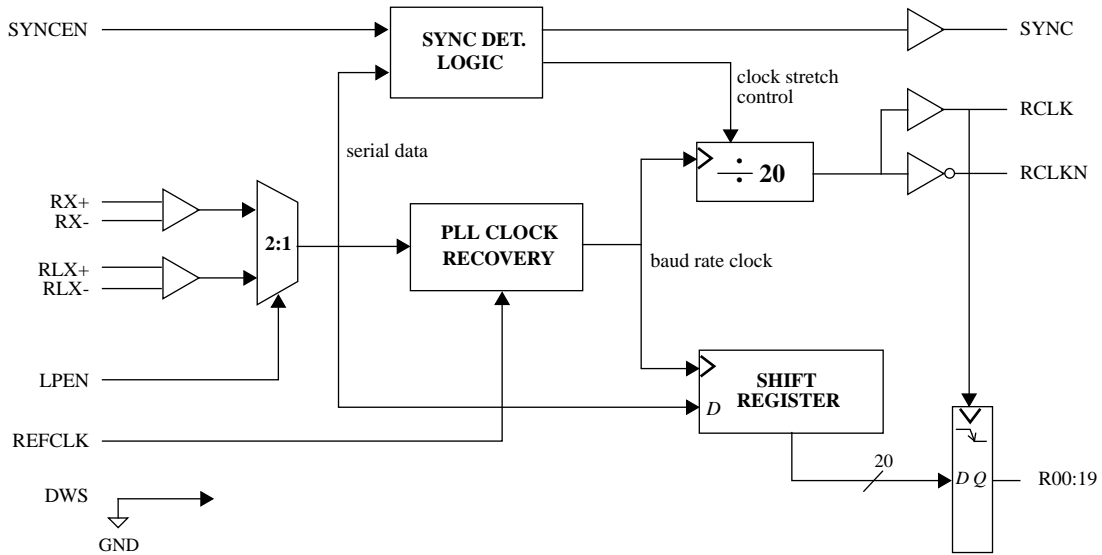 SYNCEN
SYNC DET.
LOGIC
SYNC
clock stretch
control
RCLK
serial data
÷ 20
RCLKN
RX+
RX-
2:1
PLL CLOCK
RECOVERY
baud rate clock
RLX+
RLX-
LPEN
SHIFT
REGISTER
D
REFCLK
20
D Q
R00:19
DWS
GND